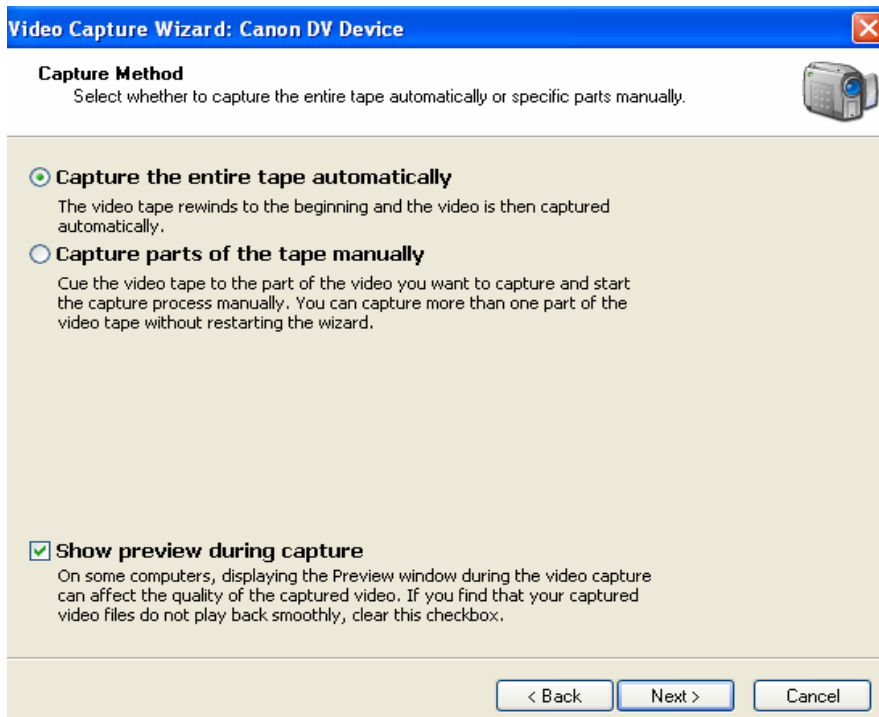 Video Capture Wizard: Canon DV Device
Capture Method
Select whether to capture the entire tape automatically or specific parts manually.
Capture the entire tape automatically
The video tape rewinds to the beginning and the video is then captured
automatically.
Capture parts of the tape manually
Cue the video tape to the part of the video you want to capture and start
the capture process manually. You can capture more than one part of the
video tape without restarting the wizard.
Show preview during capture
On some computers, displaying the Preview window during the video capture
can affect the quality of the captured video. If you find that your captured
video files do not play back smoothly, clear this checkbox.
< Back Next > Cancel